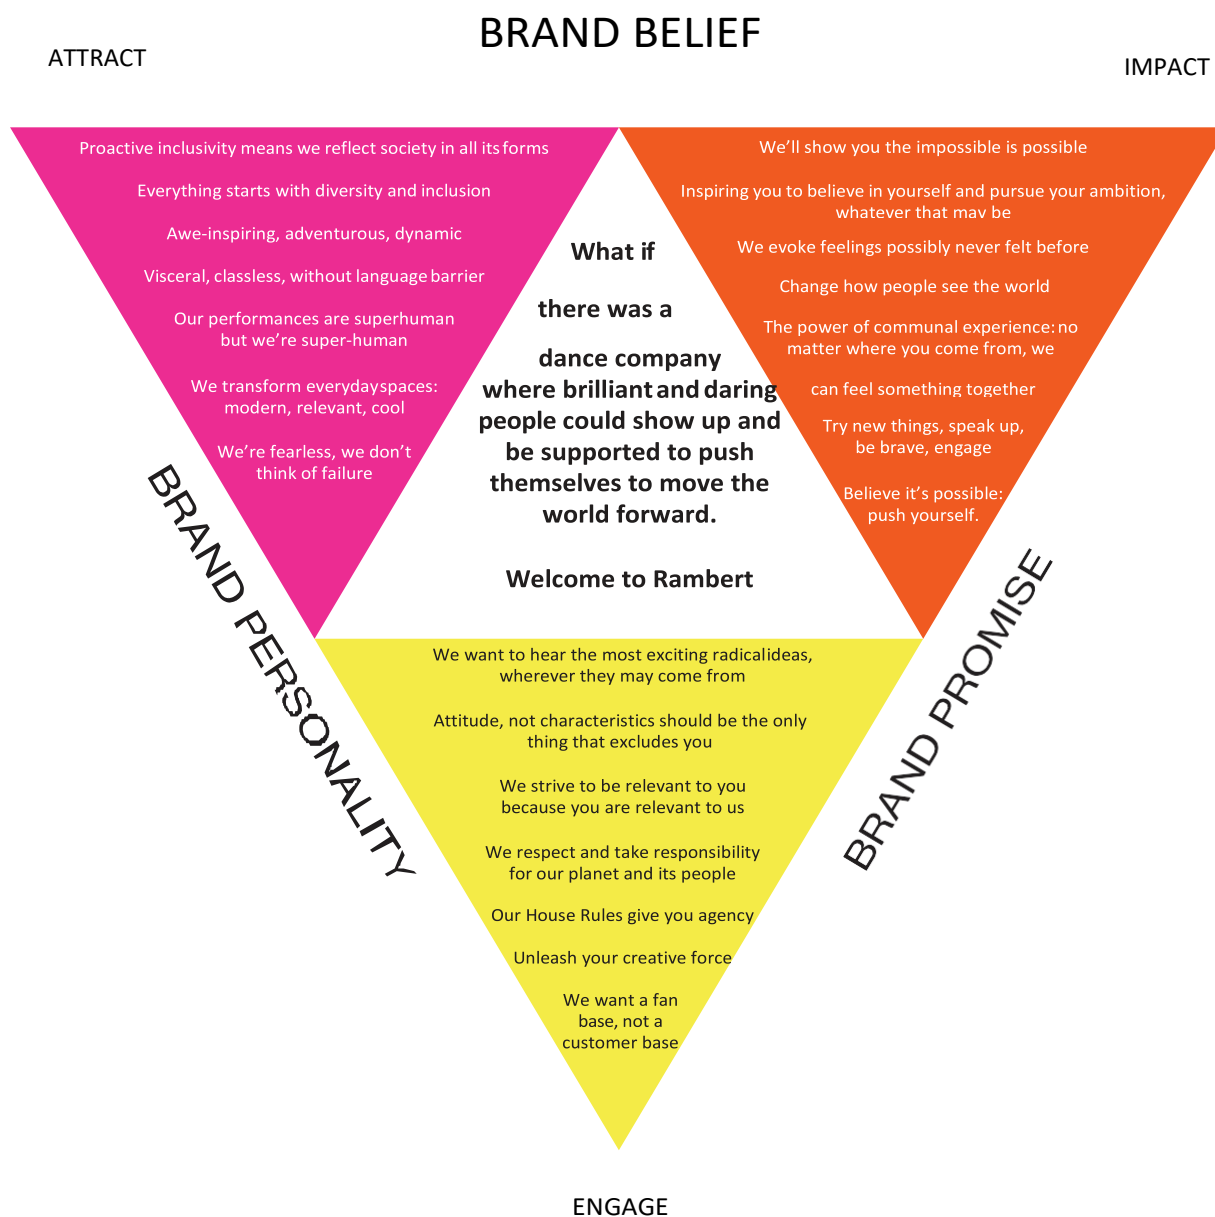 BRAND BELIEF
ATTRACT
IMPACT
Proactive inclusivity means we reflect society in all its forms
Everything starts with diversity and inclusion
Awe-inspiring, adventurous, dynamic
Visceral, classless, without language barrier
Our performances are superhuman
but we’re super-human
We transform everyday spaces:
modern, relevant, cool
We’re fearless, we don’t
think of failure
What if
there was a
dance company
where brilliant and daring
people could show up and
be supported to push
themselves to move the
world forward.
Welcome to Rambert
We’ll show you the impossible is possible
Inspiring you to believe in yourself and pursue your ambition,
whatever that may be
We evoke feelings possibly never felt before
Change how people see the world
The power of communal experience: no
matter where you come from, we
can feel something together
Try new things, speak up,
be brave, engage
Believe it’s possible:
push yourself.
BRAND PERSONALITY
BRAND PROMISE
We want to hear the most exciting radical ideas,
wherever they may come from
Attitude, not characteristics should be the only
thing that excludes you
We strive to be relevant to you
because you are relevant to us
We respect and take responsibility
for our planet and its people
Our House Rules give you agency
Unleash your creative force
We want a fan
base, not a
customer base
ENGAGE